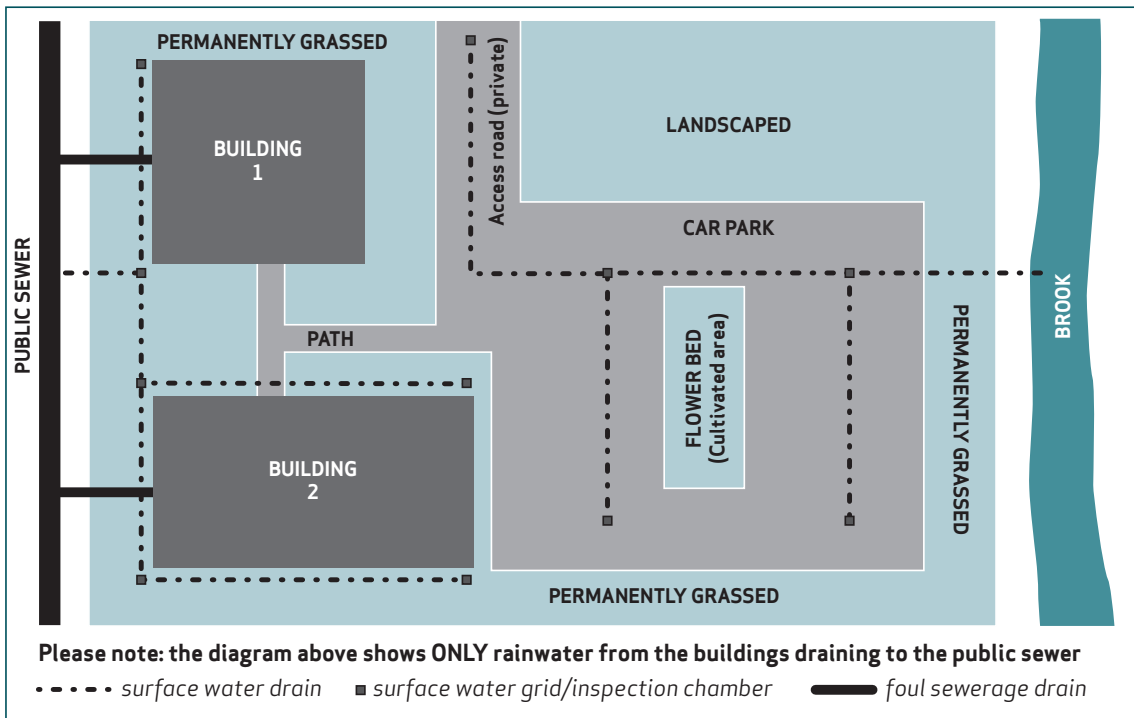 PERMANENTLY GRASSED
BUILDING
1
Access road (private)
LANDSCAPED
CAR PARK
PUBLIC SEWER
PATH
FLOWER BED
(Cultivated area)
PERMANENTLY GRASSED
BROOK
BUILDING
2
PERMANENTLY GRASSED
Please note: the diagram above shows ONLY rainwater from the buildings draining to the public sewer
surface water drain surface water grid/inspection chamber foul sewerage drain